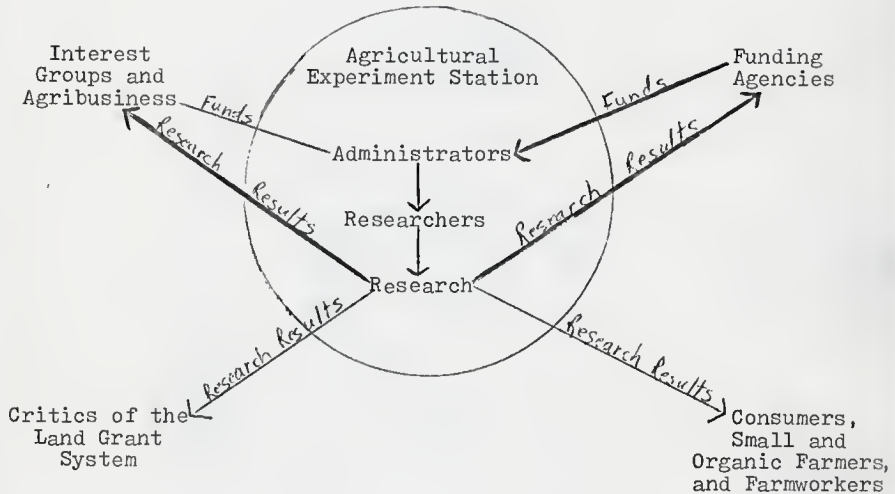 Interest
Groups and
Agribusiness
Agricultural
Experiment Station
Funding
Agencies
Funds
Funds
Research Results
Administrators
Research Results
Researchers
Research
Research Results
Research Results
Critics of the
Land Grant
System
Consumers,
Small and
Organic Farmers,
and Farmworkers